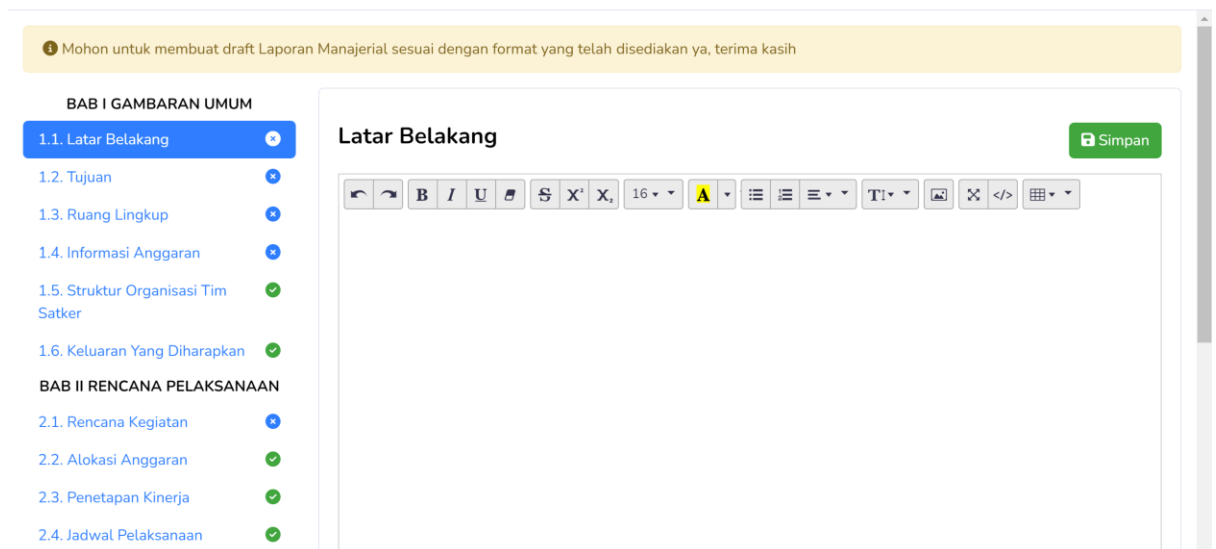 Mohon untuk membuat draft Laporan Manajerial sesuai dengan format yang telah disediakan ya, terima kasih
BAB I GAMBARAN UMUM
1.1. Latar Belakang
1.2. Tujuan
1.3. Ruang Lingkup
1.4. Informasi Anggaran
1.5. Struktur Organisasi Tim
Satker
1.6. Keluaran Yang Diharapkan
BAB II RENCANA PELAKSANAAN
2.1. Rencana Kegiatan
2.2. Alokasi Anggaran
2.3. Penetapan Kinerja
2.4. Jadwal Pelaksanaan
Latar Belakang
Simpan
B I U S X² X₂ 16 A TI </>